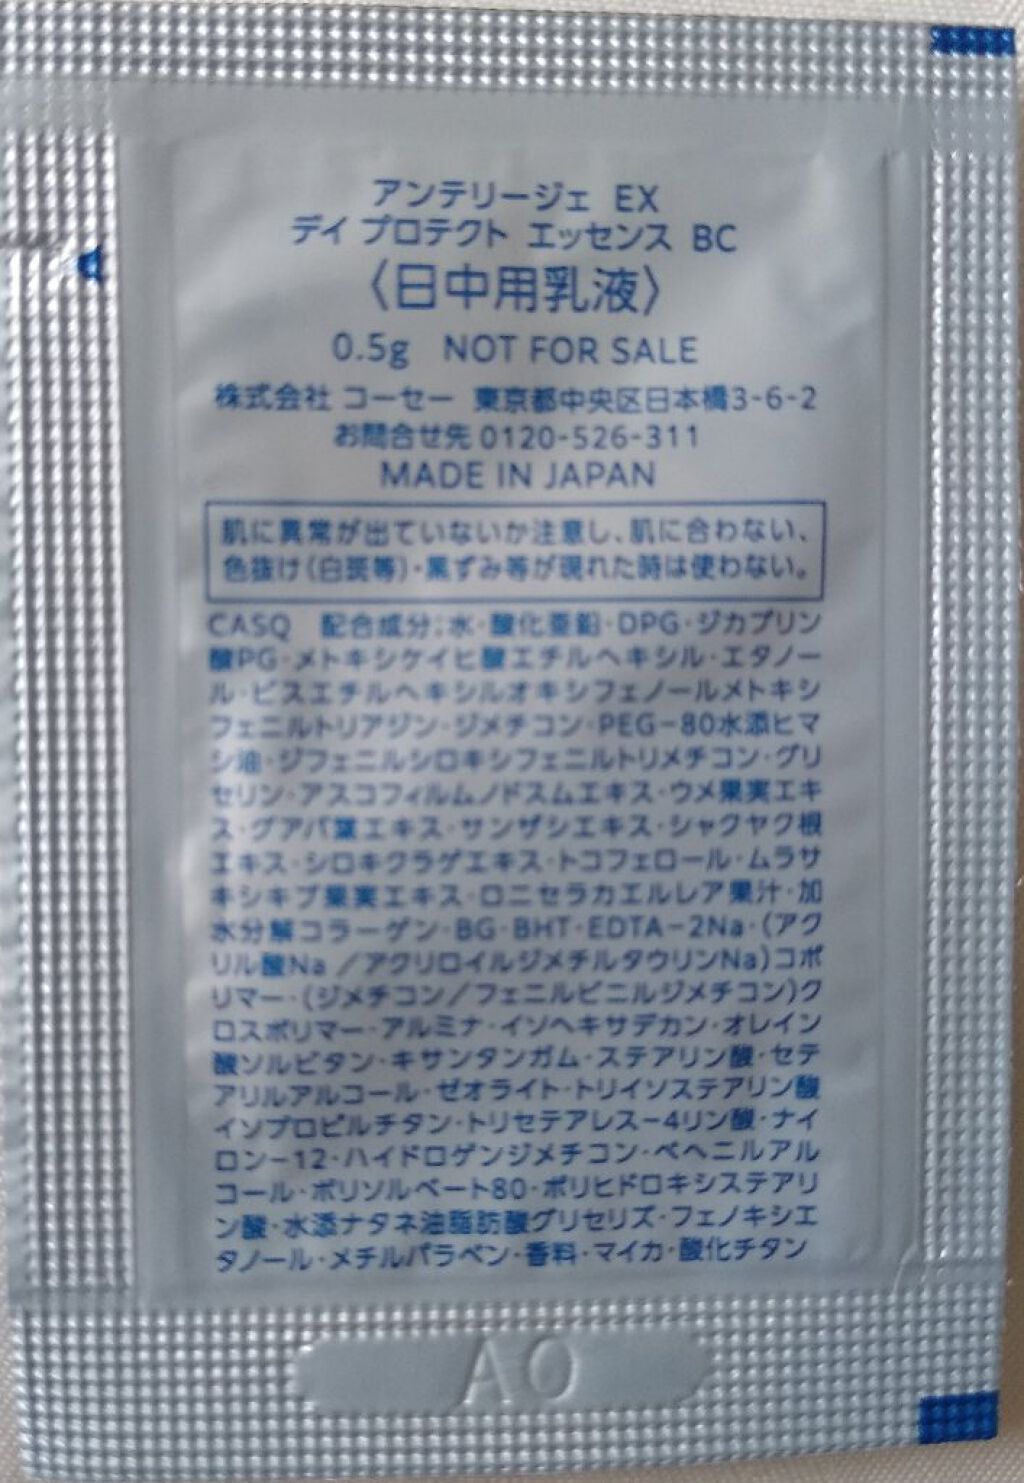 アンテリージェ EX
デイ プロテクト エッセンス BC
〈日中用乳液〉
0.5g NOT FOR SALE
株式会社 コーセー 東京都中央区日本橋3-6-2
お問合せ先 0120-526-311
MADE IN JAPAN
肌に異常が出ていないか注意し、肌に合わない、
色抜け(白斑等)・黒ずみ等が現れた時は使わない。
CASQ 配合成分:水・酸化亜鉛・DPG・ジカプリン
酸PG・メトキシケイヒ酸エチルヘキシル・エタノー
ル・ビスエチルヘキシルオキシフェノールメトキシ
フェニルトリアジン・ジメチコン・PEG-80水添ヒマ
シ油・ジフェニルシロキシフェニルトリメチコン・グリ
セリン・アスコフィルムノドスムエキス・ウメ果実エキ
ス・グアバ葉エキス・サンザシエキス・シャクヤク根
エキス・シロキクラゲエキス・トコフェロール・ムラサ
キシキブ果実エキス・ロニセラカエルレア果汁・加
水分解コラーゲン・BG・BHT・EDTA-2Na・(アク
リル酸Na/アクリロイルジメチルタウリンNa)コポ
リマー・(ジメチコン/フェニルビニルジメチコン)ク
ロスポリマー・アルミナ・イソヘキサデカン・オレイン
酸ソルビタン・キサンタンガム・ステアリン酸・セテ
アリルアルコール・ゼオライト・トリイソステアリン酸
イソプロピルチタン・トリセテアレス-4リン酸・ナイ
ロン-12・ハイドロゲンジメチコン・ベヘニルアル
コール・ポリソルベート80・ポリヒドロキシステアリ
ン酸・水添ナタネ油脂肪酸グリセリズ・フェノキシエ
タノール・メチルパラベン・香料・マイカ・酸化チタン
AO